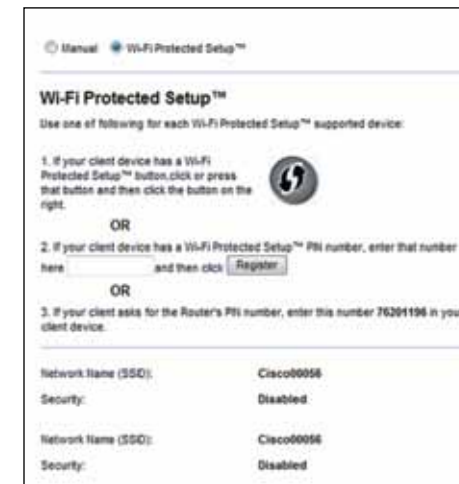 Manual Wi-Fi Protected Setup™
Wi-Fi Protected Setup™
Use one of following for each Wi-Fi Protected Setup™ supported device:
1. If your client device has a Wi-Fi
Protected Setup™ button,click or press
that button and then click the button on the
right.
OR
2. If your client device has a Wi-Fi Protected Setup™ PIN number, enter that number
here and then click Register
OR
3. If your client asks for the Router's PIN number, enter this number 76201196 in you
client device.
Network Name (SSID): Cisco00056
Security: Disabled
Network Name (SSID): Cisco00056
Security: Disabled